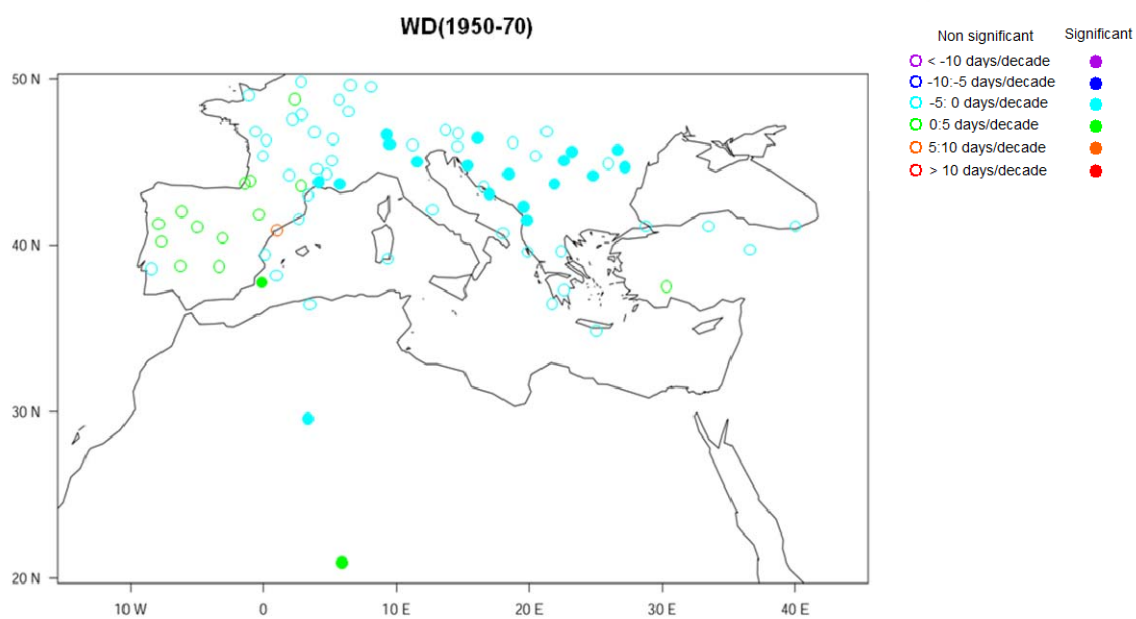 WD(1950-70)
Non significant Significant
< -10 days/decade
-10:-5 days/decade
-5: 0 days/decade
0:5 days/decade
5:10 days/decade
> 10 days/decade
50 N
40 N
30 N
20 N
10 W 0 10 E 20 E 30 E 40 E